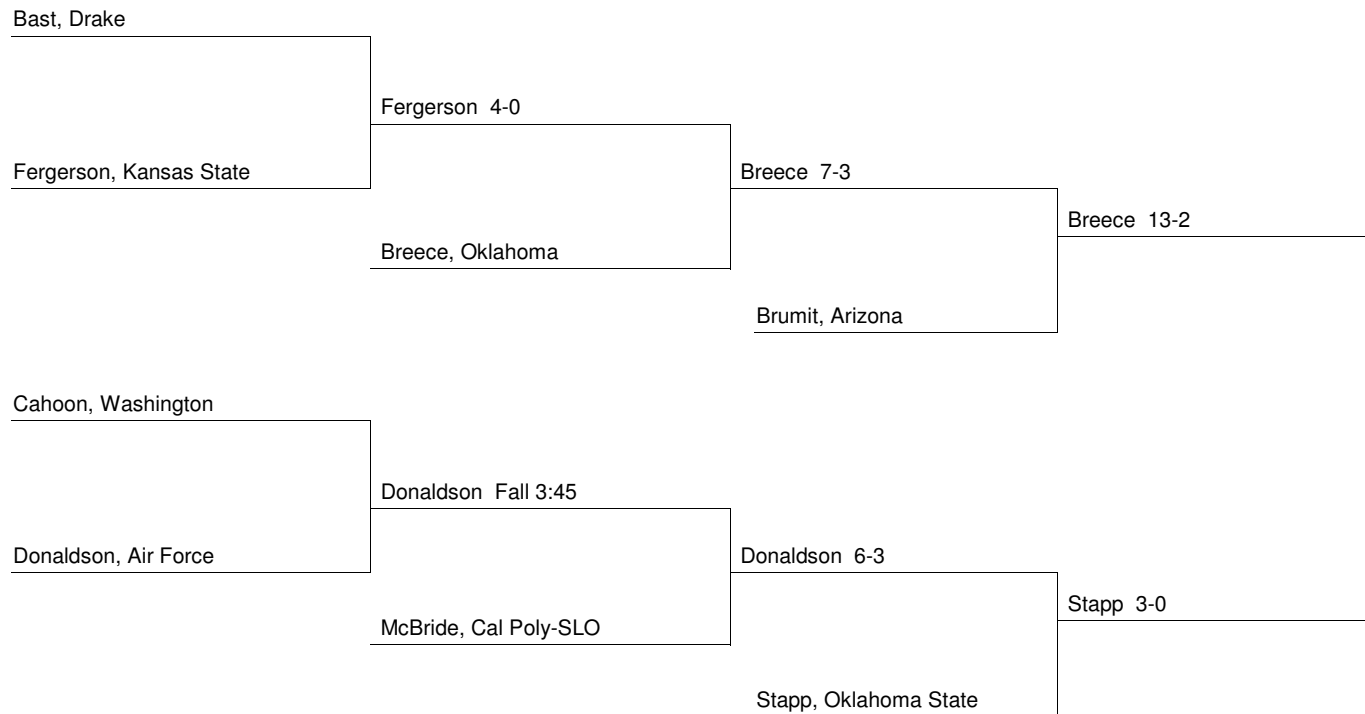 Bast, Drake
Fergerson 4-0
Fergerson, Kansas State
Breece 7-3
Breece 13-2
Breece, Oklahoma
Brumit, Arizona
Cahoon, Washington
Donaldson Fall 3:45
Donaldson, Air Force
Donaldson 6-3
Stapp 3-0
McBride, Cal Poly-SLO
Stapp, Oklahoma State